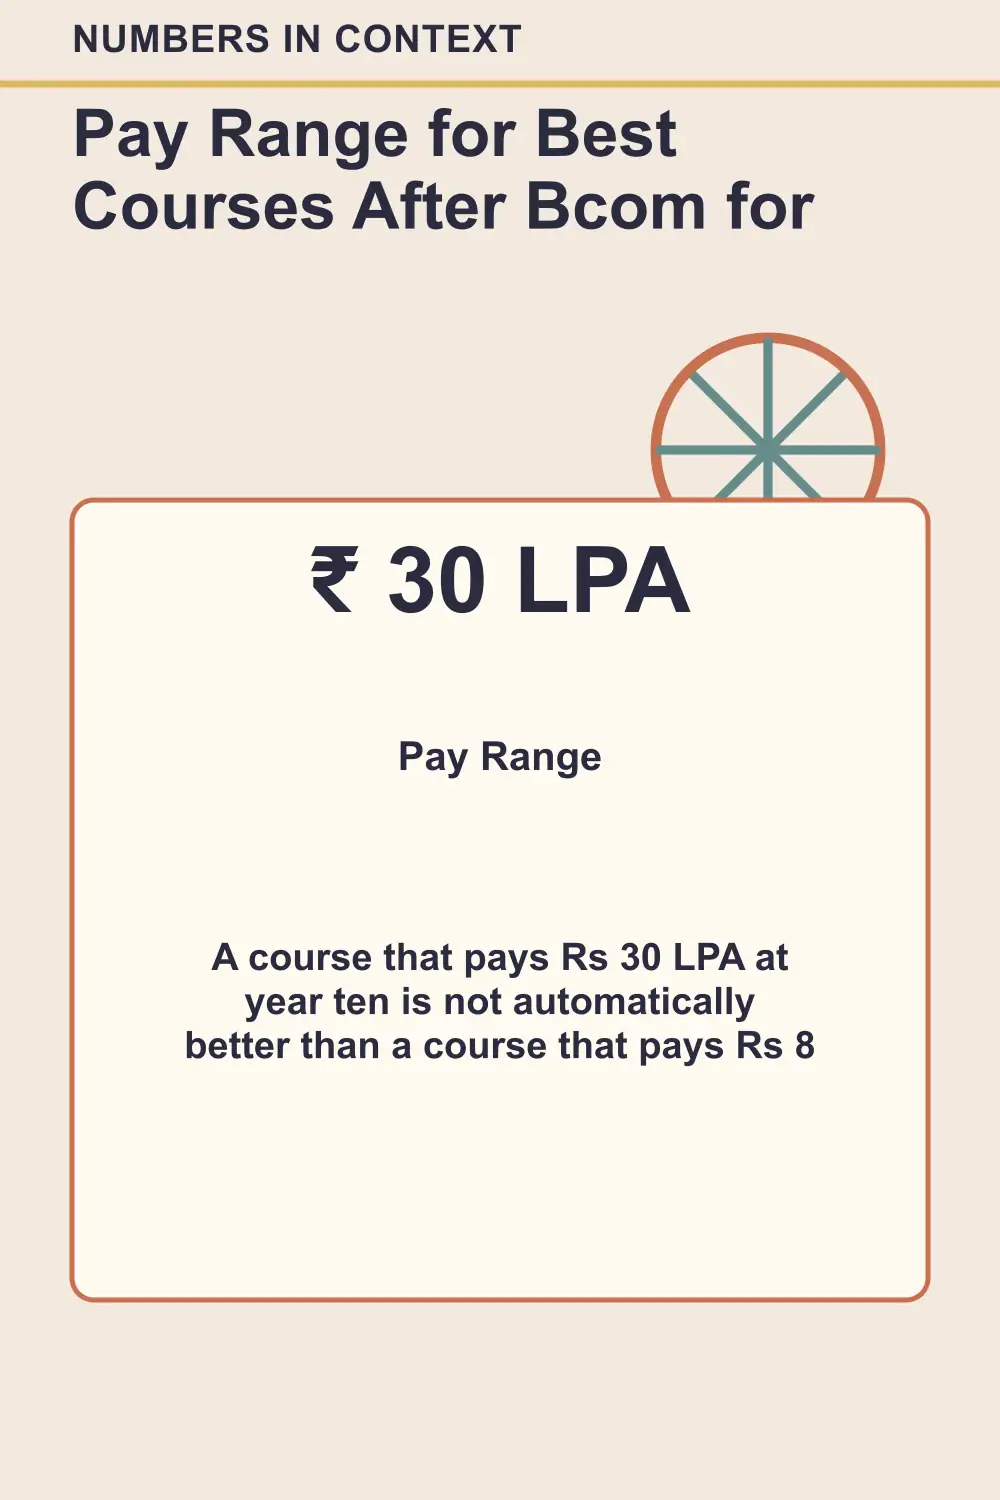 NUMBERS IN CONTEXT
Pay Range for Best
Courses After Bcom for
₹ 30 LPA
Pay Range
A course that pays Rs 30 LPA at
year ten is not automatically
better than a course that pays Rs 8